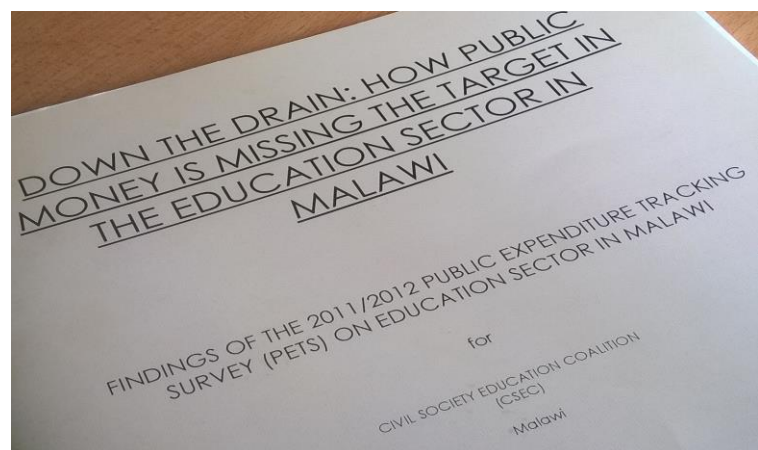 DOWN THE DRAIN: HOW PUBLIC
MONEY IS MISSING THE TARGET IN
THE EDUCATION SECTOR IN
MALAWI
FINDINGS OF THE 2011/2012 PUBLIC EXPENDITURE TRACKING
SURVEY (PETS) ON EDUCATION SECTOR IN MALAWI
for
CIVIL SOCIETY EDUCATION COALITION
(CSEC)
Malawi